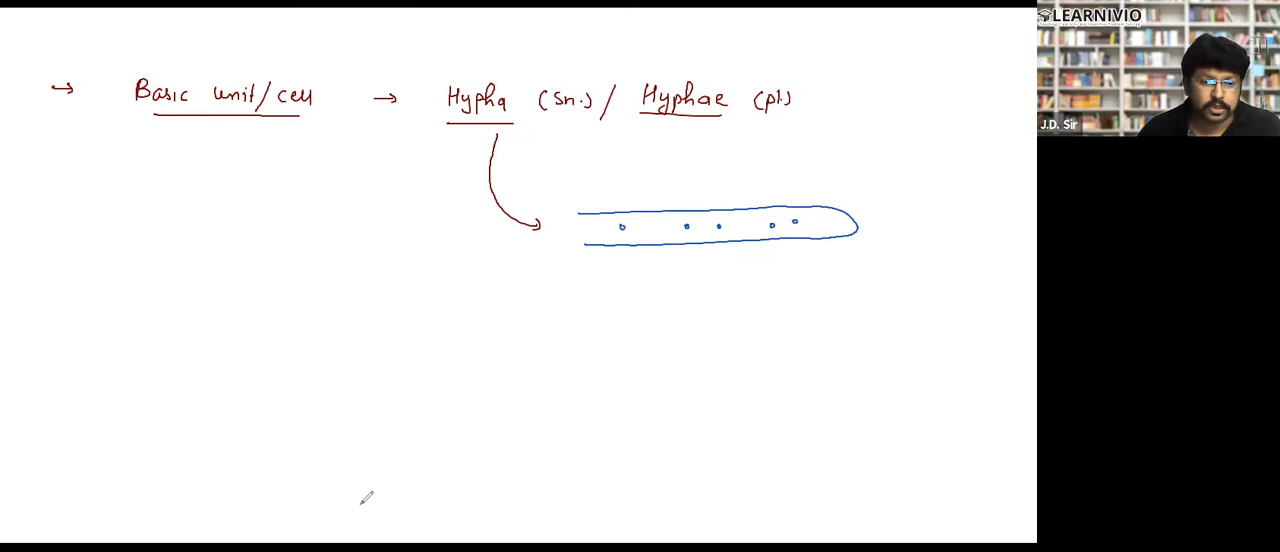 → Basic unit/cell → Hypha (sn.) / Hyphae (pl.)
LEARNIVIO
J.D. Sir